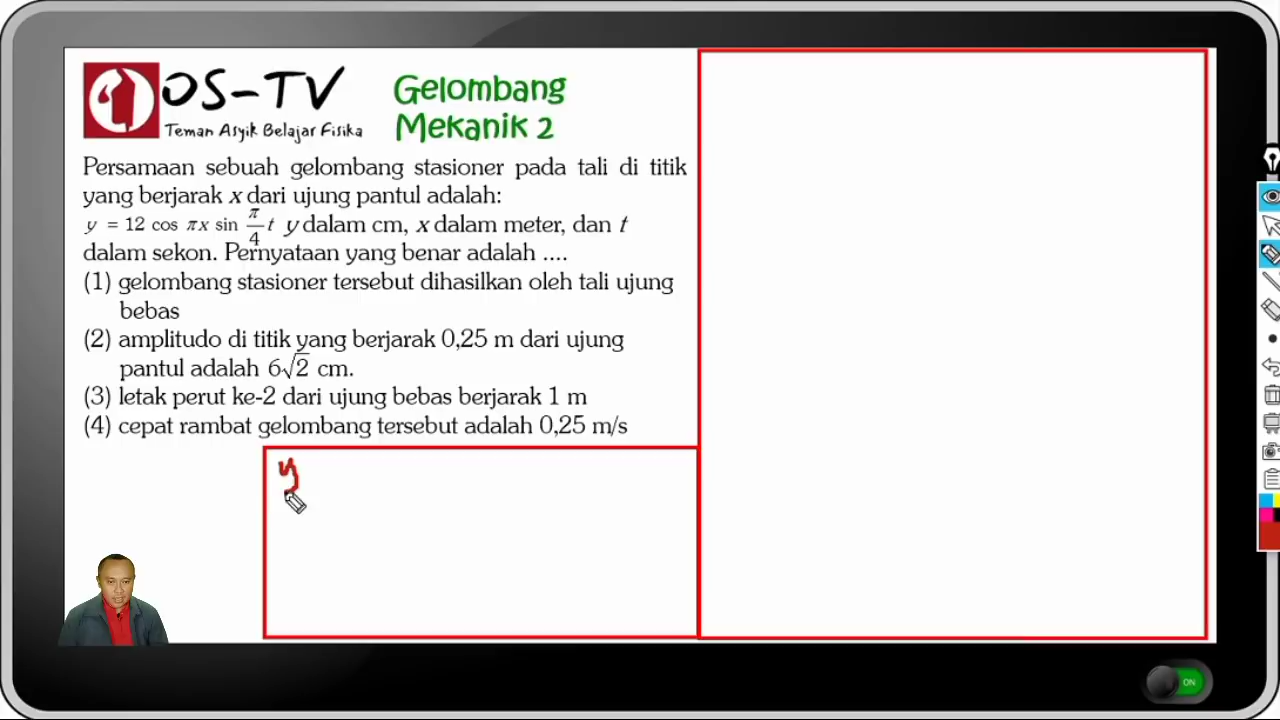 OS-TV
Teman Asyik Belajar Fisika
Gelombang
Mekanik 2
Persamaan sebuah gelombang stasioner pada tali di titik
yang berjarak x dari ujung pantul adalah:
y = 12 cos πx sin π/4 t y dalam cm, x dalam meter, dan t
dalam sekon. Pernyataan yang benar adalah ....
(1) gelombang stasioner tersebut dihasilkan oleh tali ujung
bebas
(2) amplitudo di titik yang berjarak 0,25 m dari ujung
pantul adalah 6√2 cm.
(3) letak perut ke-2 dari ujung bebas berjarak 1 m
(4) cepat rambat gelombang tersebut adalah 0,25 m/s
y
ON